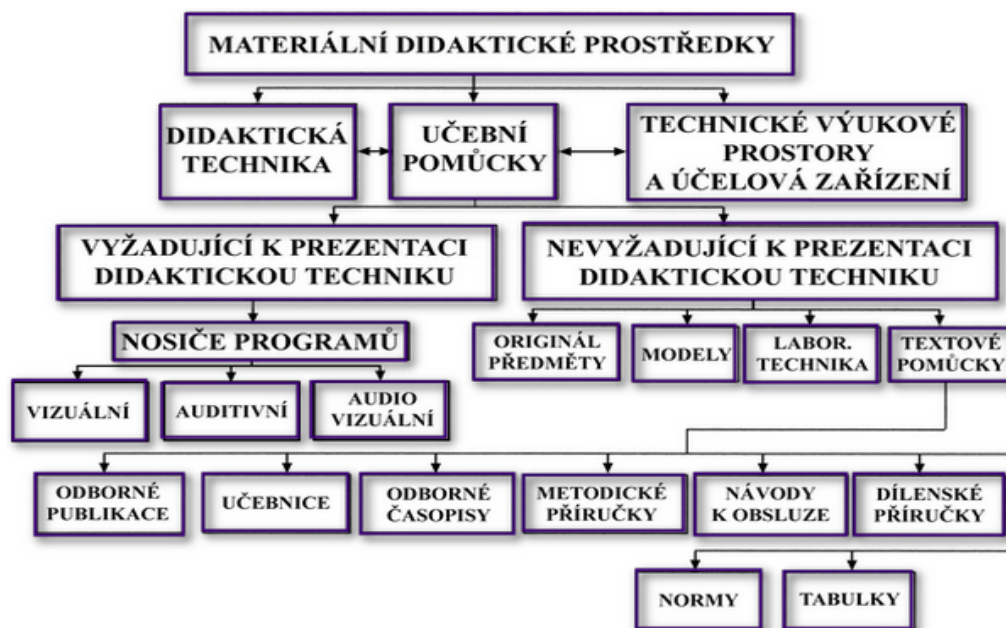 MATERIÁLNÍ DIDAKTICKÉ PROSTŘEDKY
DIDAKTICKÁ
TECHNIKA
UČEBNÍ
POMŮCKY
TECHNICKÉ VÝUKOVÉ
PROSTORY
A ÚČELOVÁ ZAŘÍZENÍ
VYŽADUJÍCÍ K PREZENTACI
DIDAKTICKOU TECHNIKU
NEVYŽADUJÍCÍ K PREZENTACI
DIDAKTICKOU TECHNIKU
NOSIČE PROGRAMŮ
ORIGINÁL
PŘEDMĚTY
MODELY
LABOR.
TECHNIKA
TEXTOVÉ
POMŮCKY
VIZUÁLNÍ
AUDITIVNÍ
AUDIO
VIZUÁLNÍ
ODBORNÉ
PUBLIKACE
UČEBNICE
ODBORNÉ
ČASOPISY
METODICKÉ
PŘÍRUČKY
NÁVODY
K OBSLUZE
DÍLENSKÉ
PŘÍRUČKY
NORMY
TABULKY